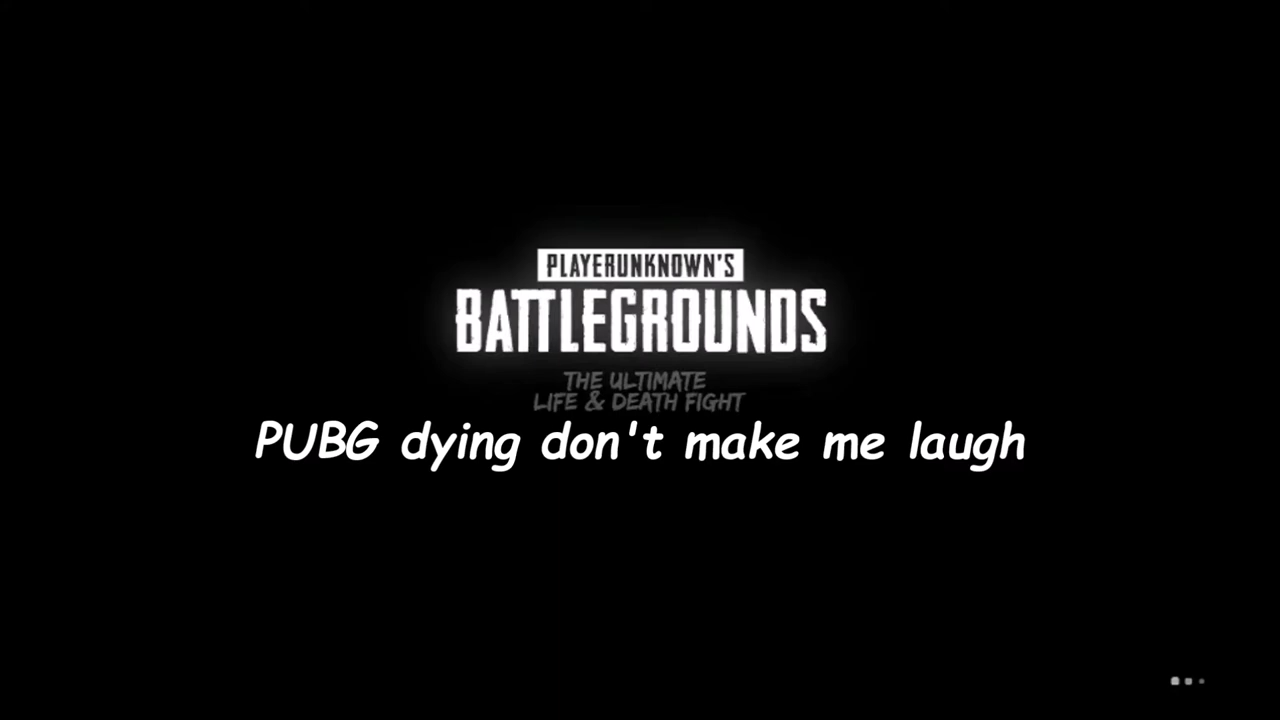 PLAYERUNKNOWN'S
BATTLEGROUNDS
THE ULTIMATE
LIFE & DEATH FIGHT
PUBG dying don't make me laugh